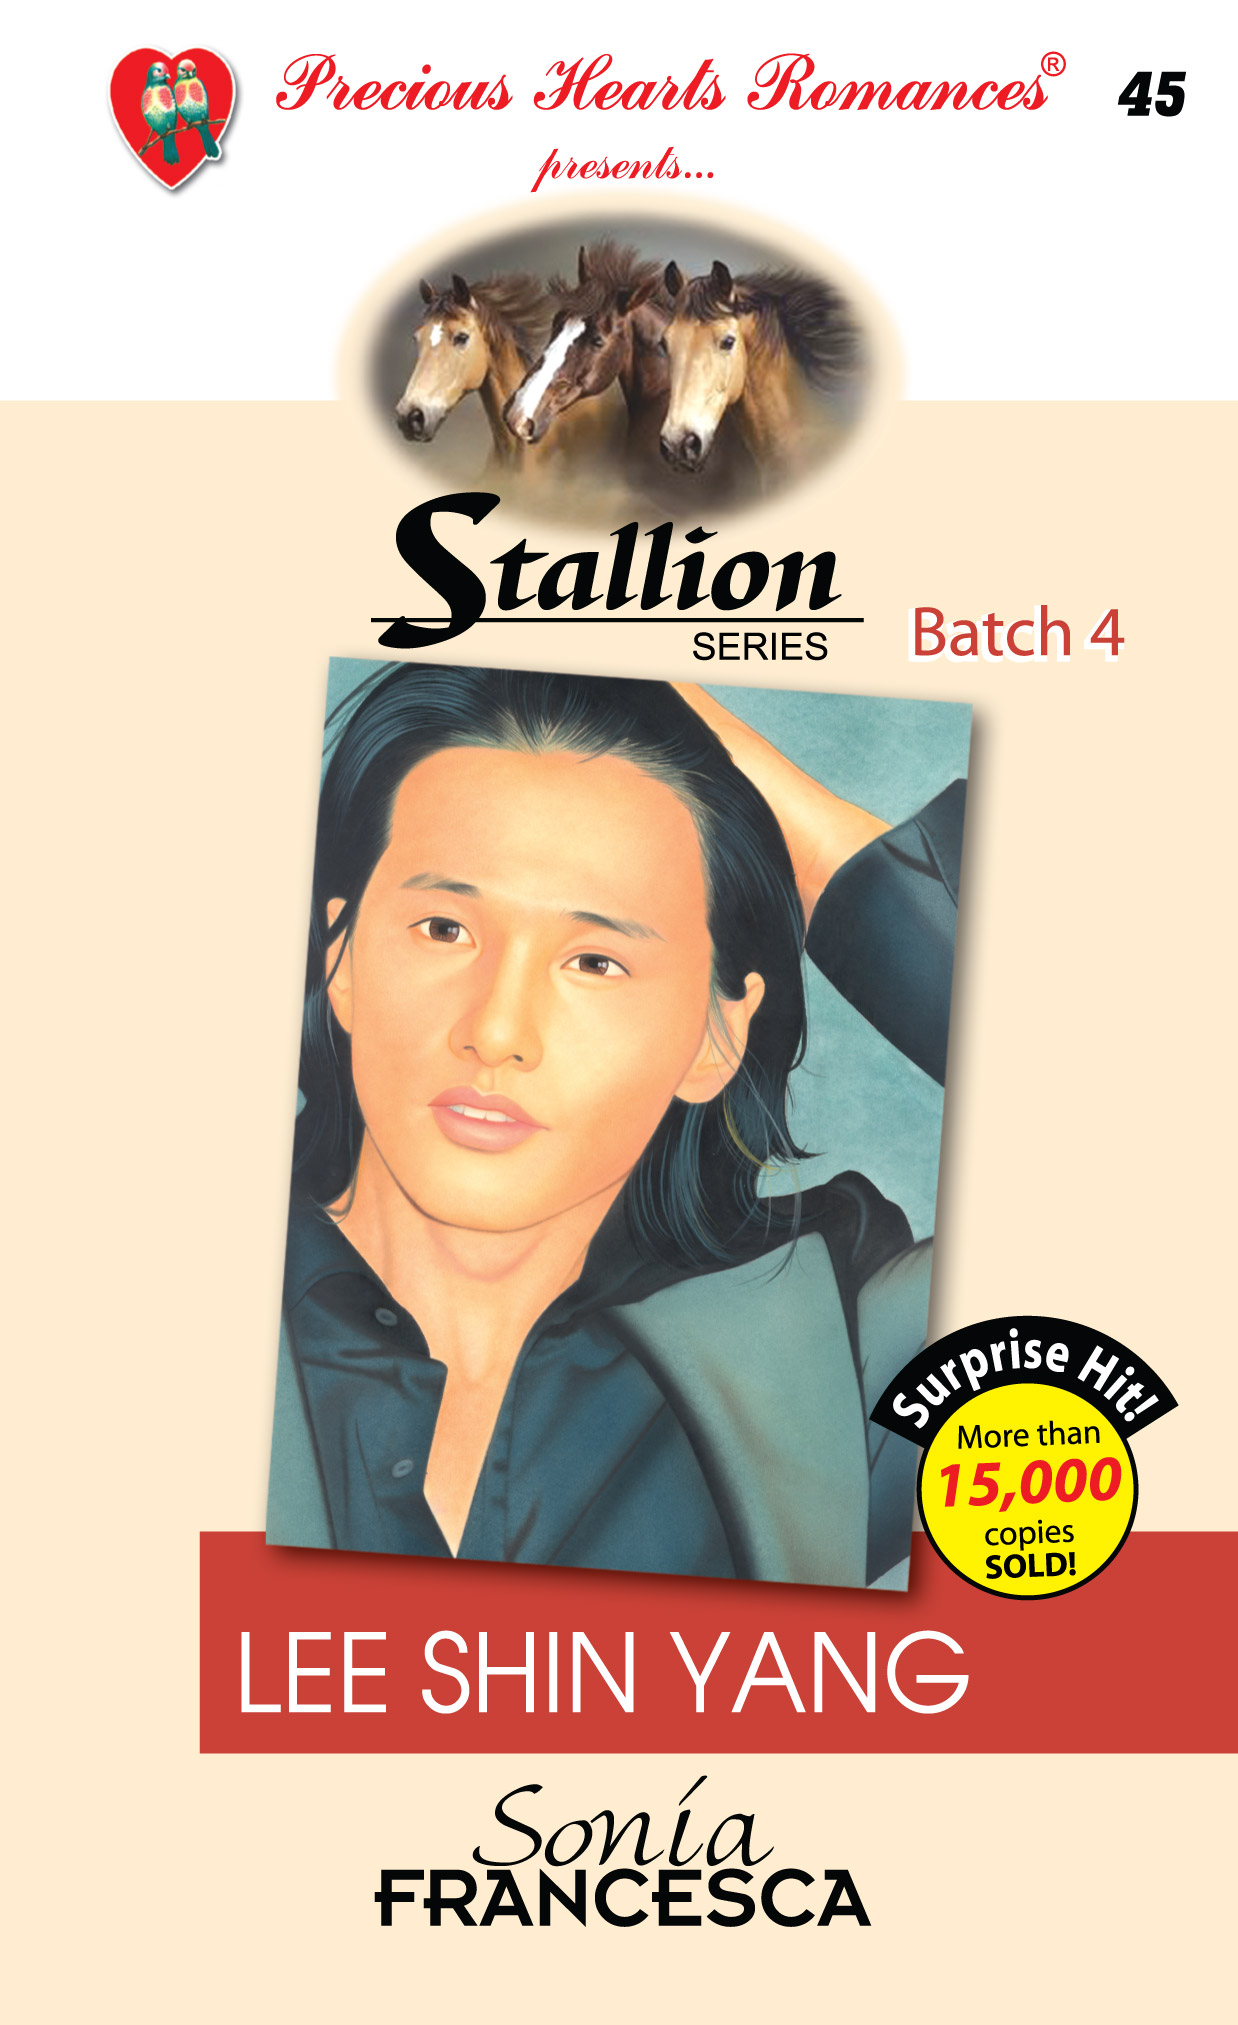 Precious Hearts Romances®
45
presents...
Stallion
SERIES
Batch 4
Surprise Hit!
More than
15,000
copies
SOLD!
LEE SHIN YANG
Sonía
FRANCESCA